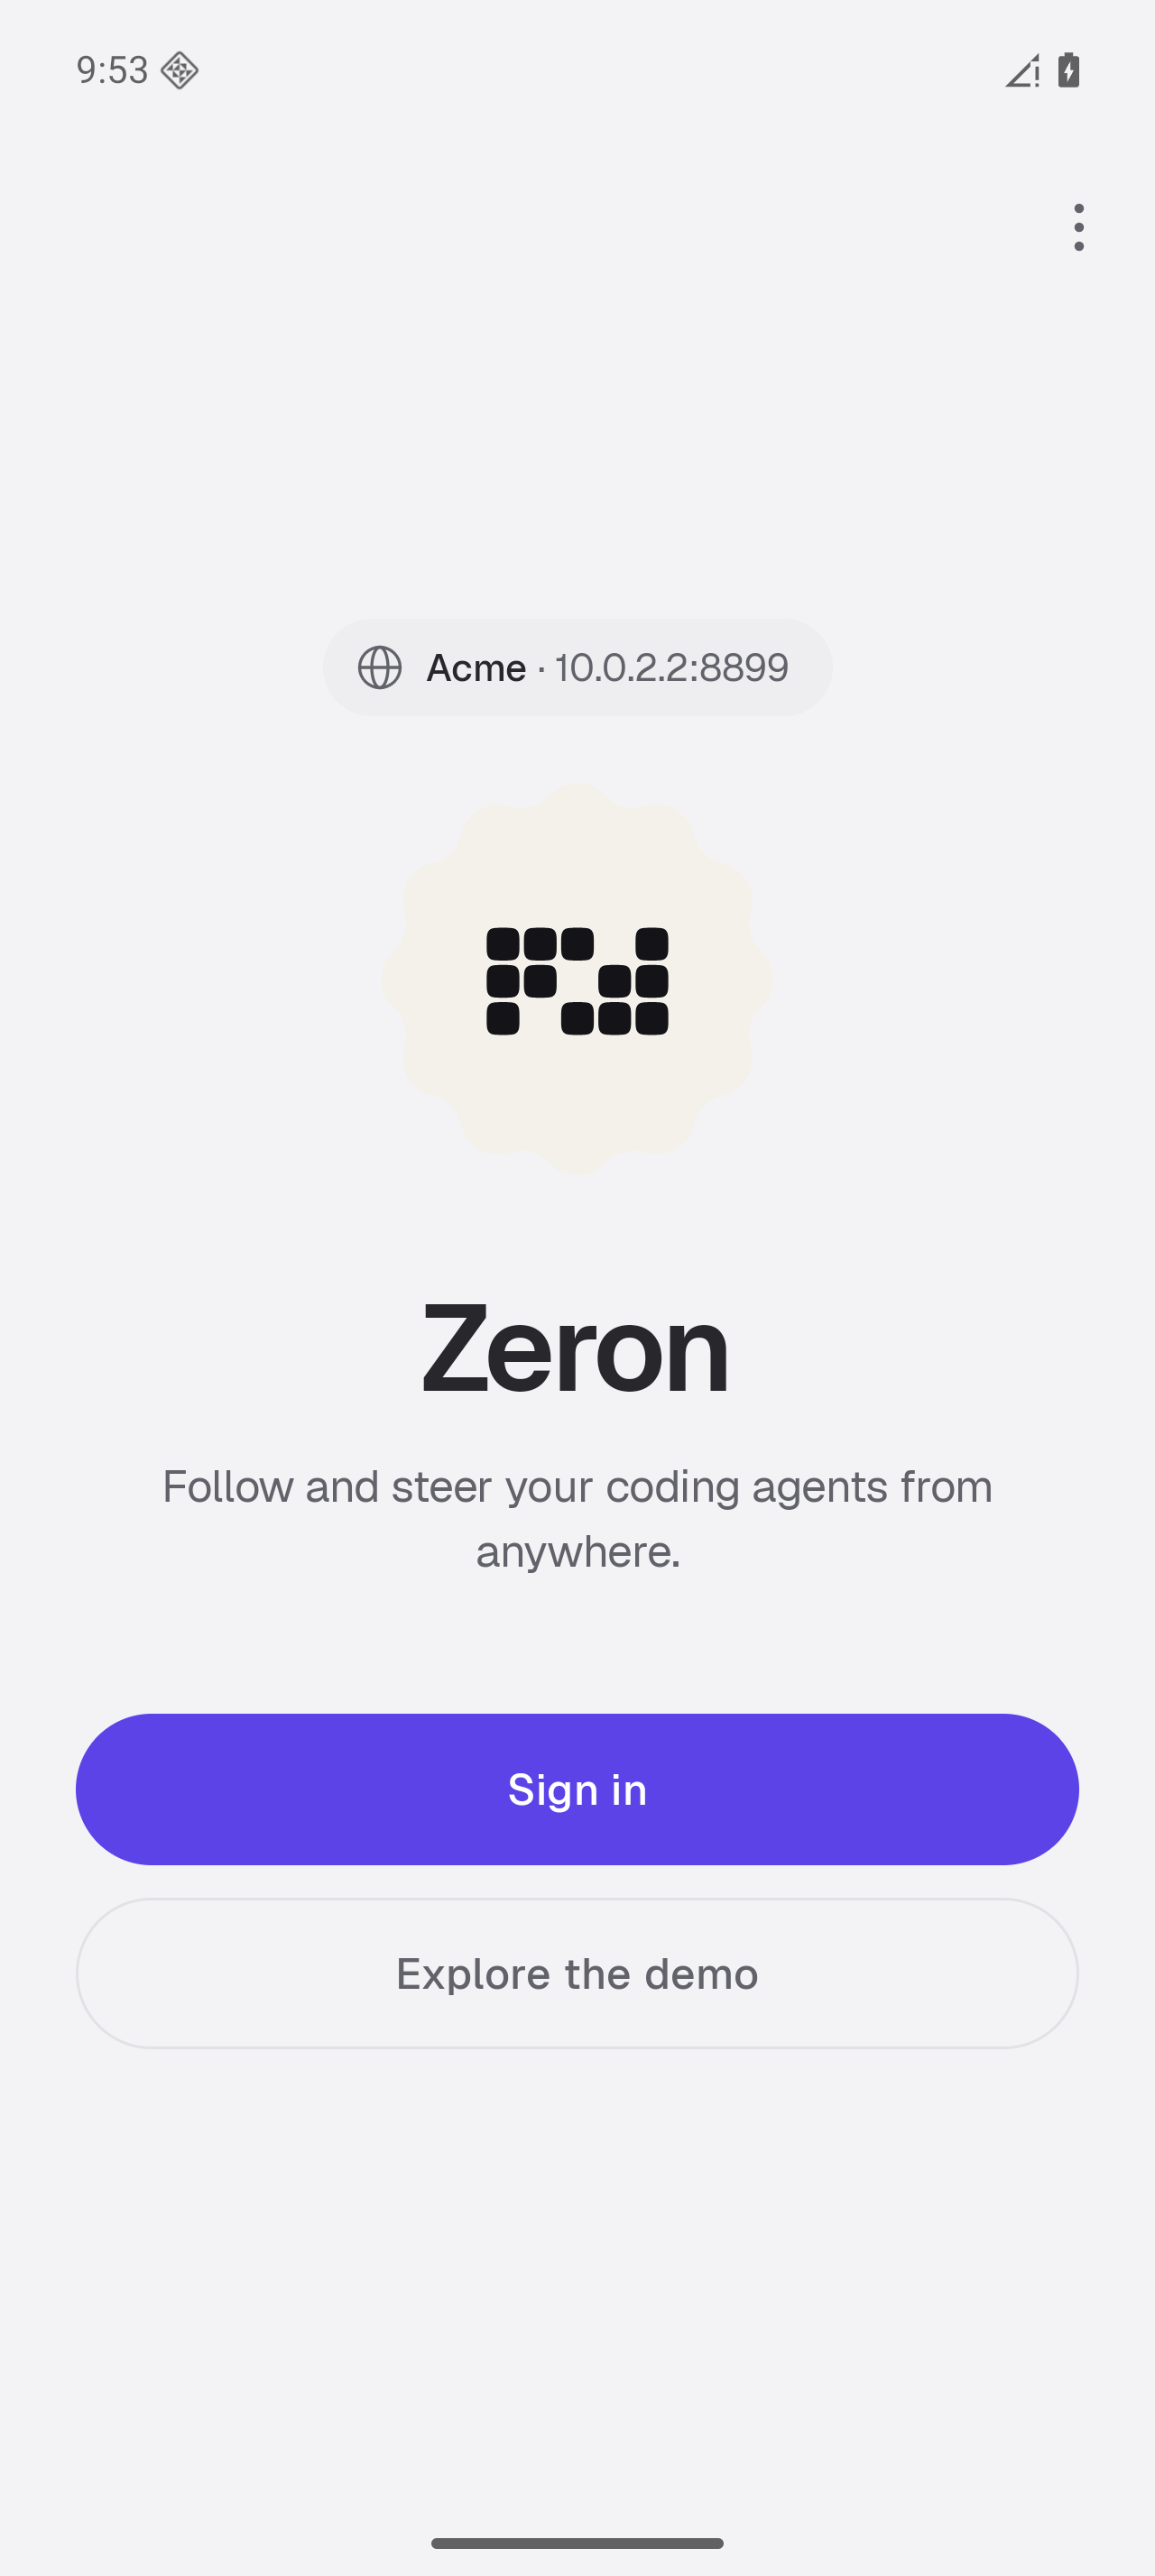 9:53
Acme · 10.0.2.2:8899
Zeron
Follow and steer your coding agents from
anywhere.
Sign in
Explore the demo